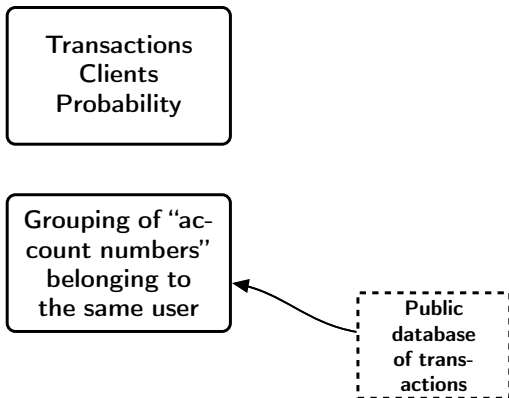 Transactions
Clients
Probability
Grouping of “ac-
count numbers”
belonging to
the same user
Public
database
of trans-
actions